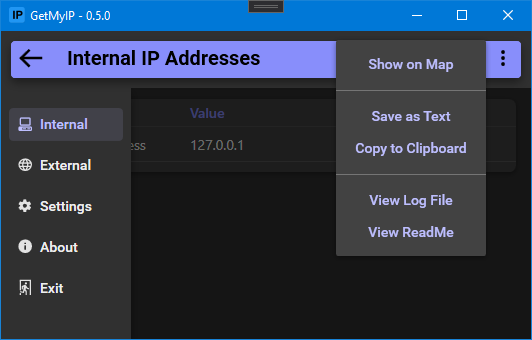 IP GetMyIP - 0.5.0
Internal IP Addresses
Show on Map
Save as Text
Copy to Clipboard
View Log File
View ReadMe
Internal
External
Settings
About
Exit
Value
ess 127.0.0.1